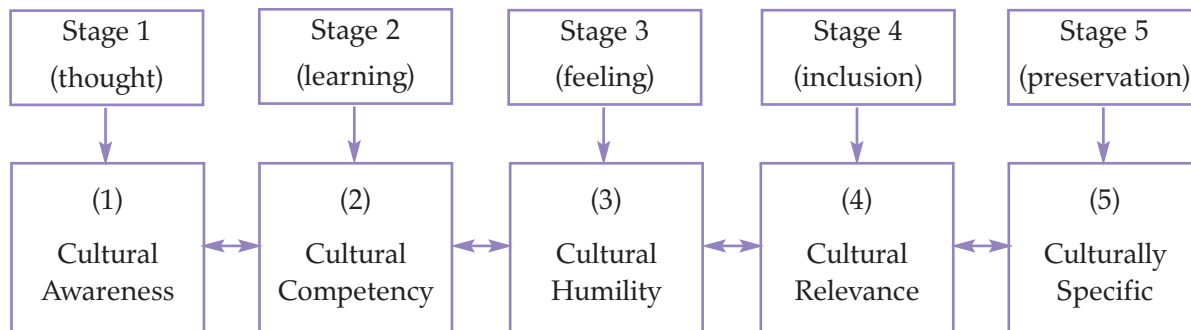 Stage 1
(thought)
Stage 2
(learning)
Stage 3
(feeling)
Stage 4
(inclusion)
Stage 5
(preservation)
(1)
Cultural
Awareness
(2)
Cultural
Competency
(3)
Cultural
Humility
(4)
Cultural
Relevance
(5)
Culturally
Specific